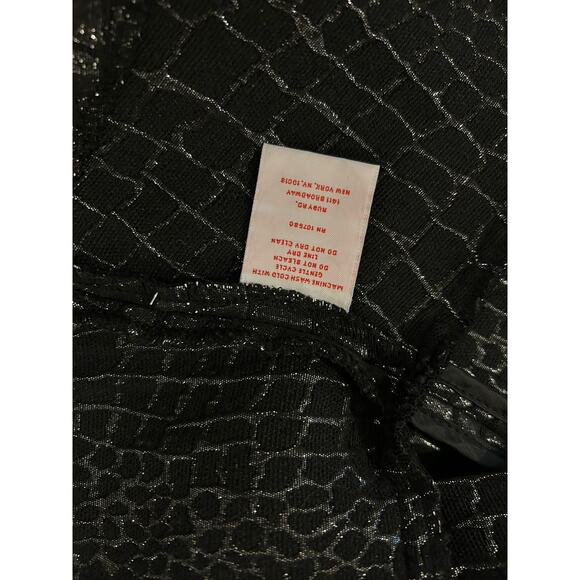 MACHINE WASH COLD WITH
GENTLE CYCLE
DO NOT BLEACH
LINE DRY
DO NOT DRY CLEAN
RN 107680
RUBY RD.
1411 BROADWAY
NEW YORK, NY, 10018